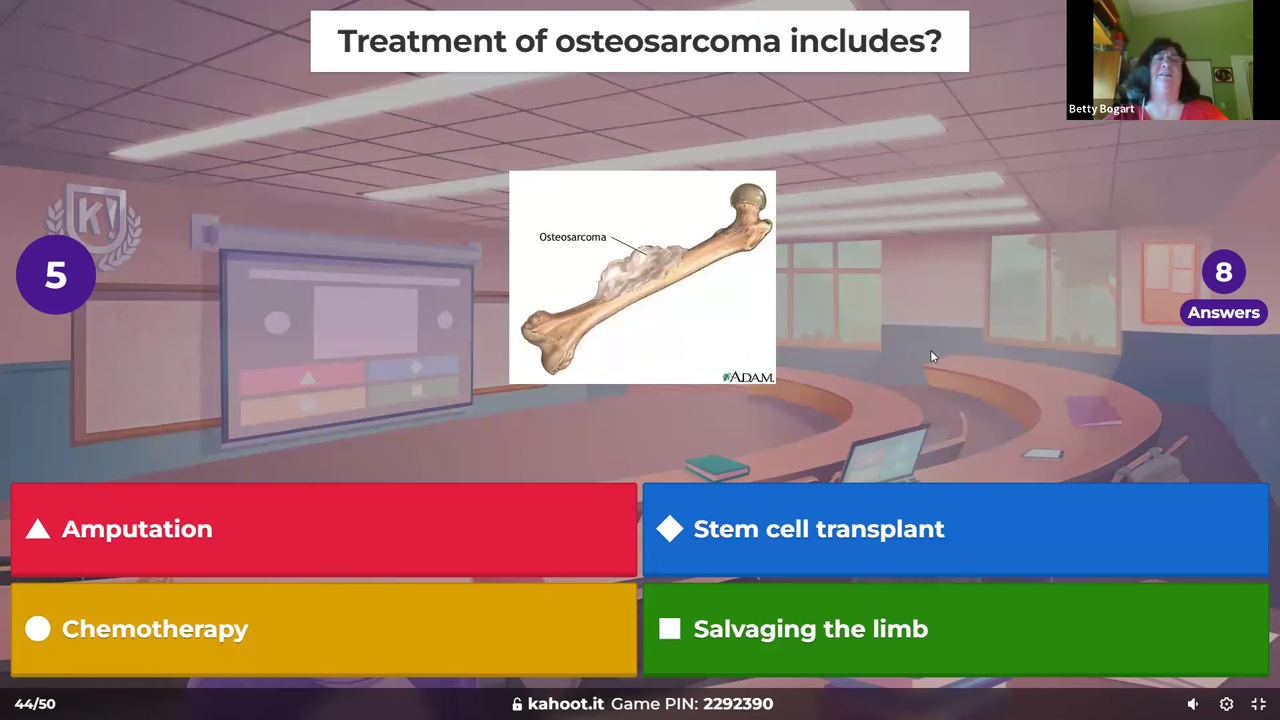 Treatment of osteosarcoma includes?
Betty Bogart
K!
Osteosarcoma
ADAM.
5
8
Answers
Amputation
Stem cell transplant
Chemotherapy
Salvaging the limb
44/50
kahoot.it Game PIN: 2292390